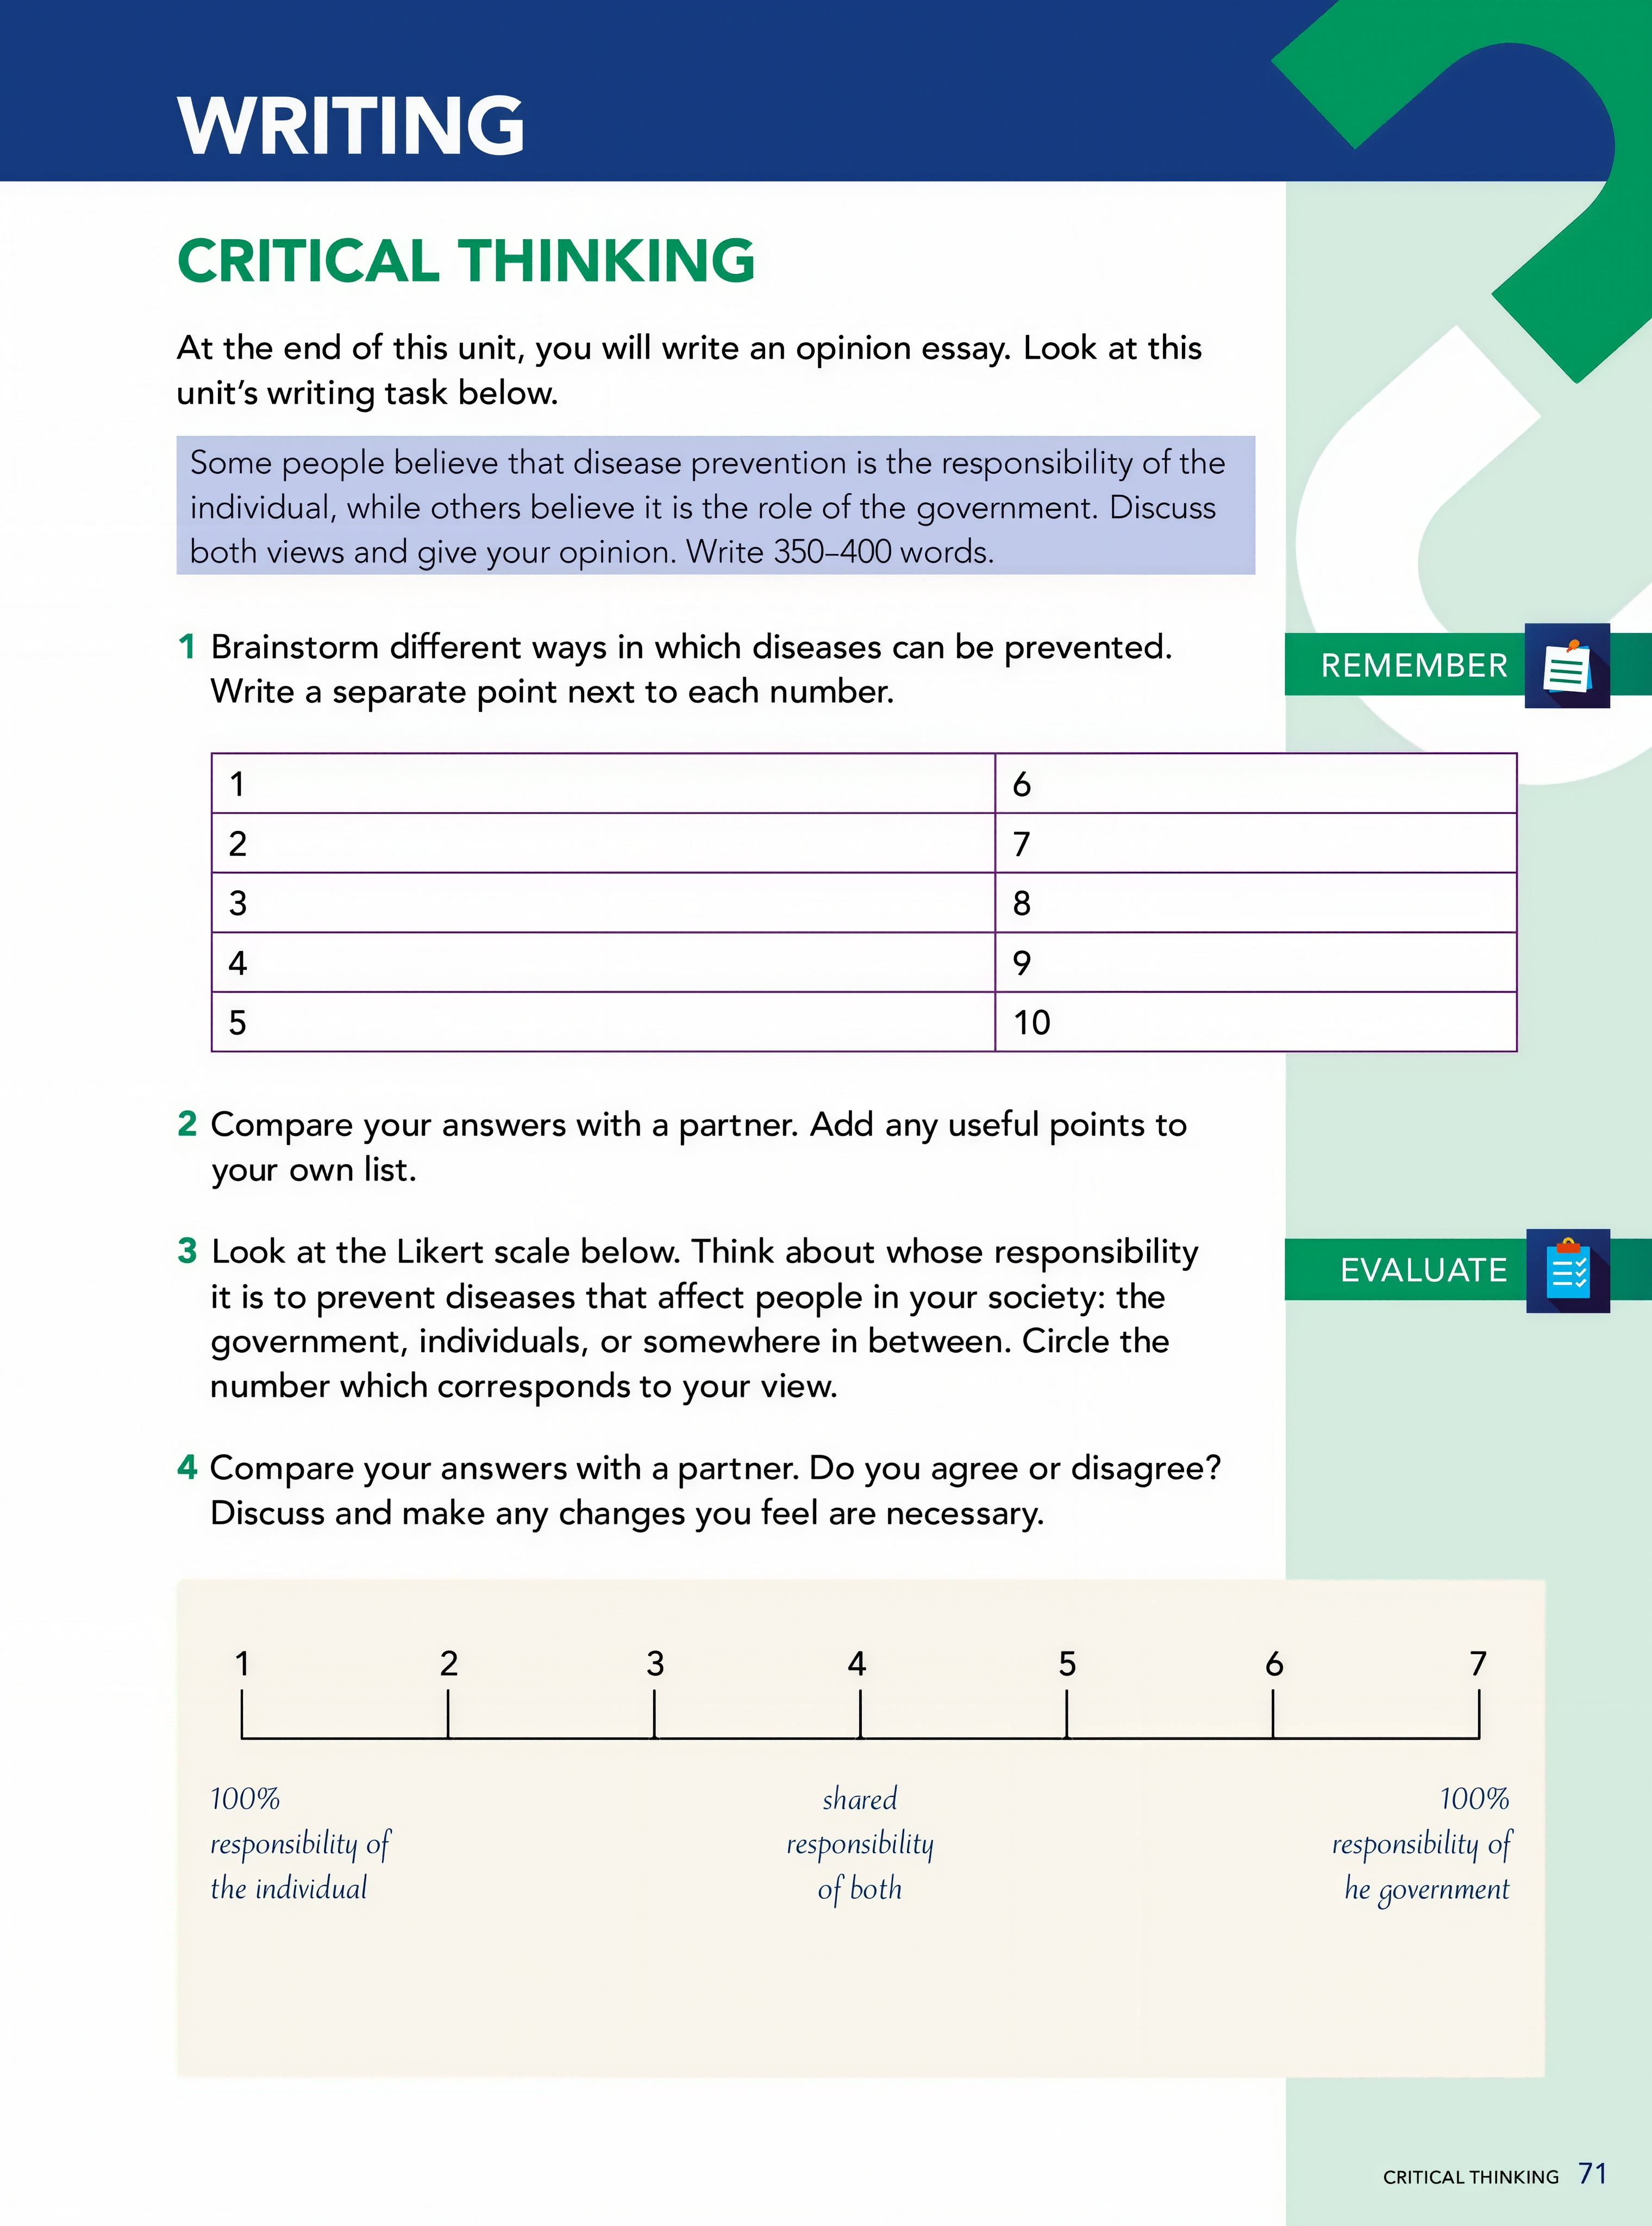 WRITING
CRITICAL THINKING
At the end of this unit, you will write an opinion essay. Look at this
unit’s writing task below.
Some people believe that disease prevention is the responsibility of the
individual, while others believe it is the role of the government. Discuss
both views and give your opinion. Write 350–400 words.
1 Brainstorm different ways in which diseases can be prevented.
Write a separate point next to each number.
REMEMBER
1 6
2 7
3 8
4 9
5 10
2 Compare your answers with a partner. Add any useful points to
your own list.
3 Look at the Likert scale below. Think about whose responsibility
it is to prevent diseases that affect people in your society: the
government, individuals, or somewhere in between. Circle the
number which corresponds to your view.
EVALUATE
4 Compare your answers with a partner. Do you agree or disagree?
Discuss and make any changes you feel are necessary.
1 2 3 4 5 6 7
100%
responsibility of
the individual
shared
responsibility
of both
100%
responsibility of
he government
CRITICAL THINKING 71